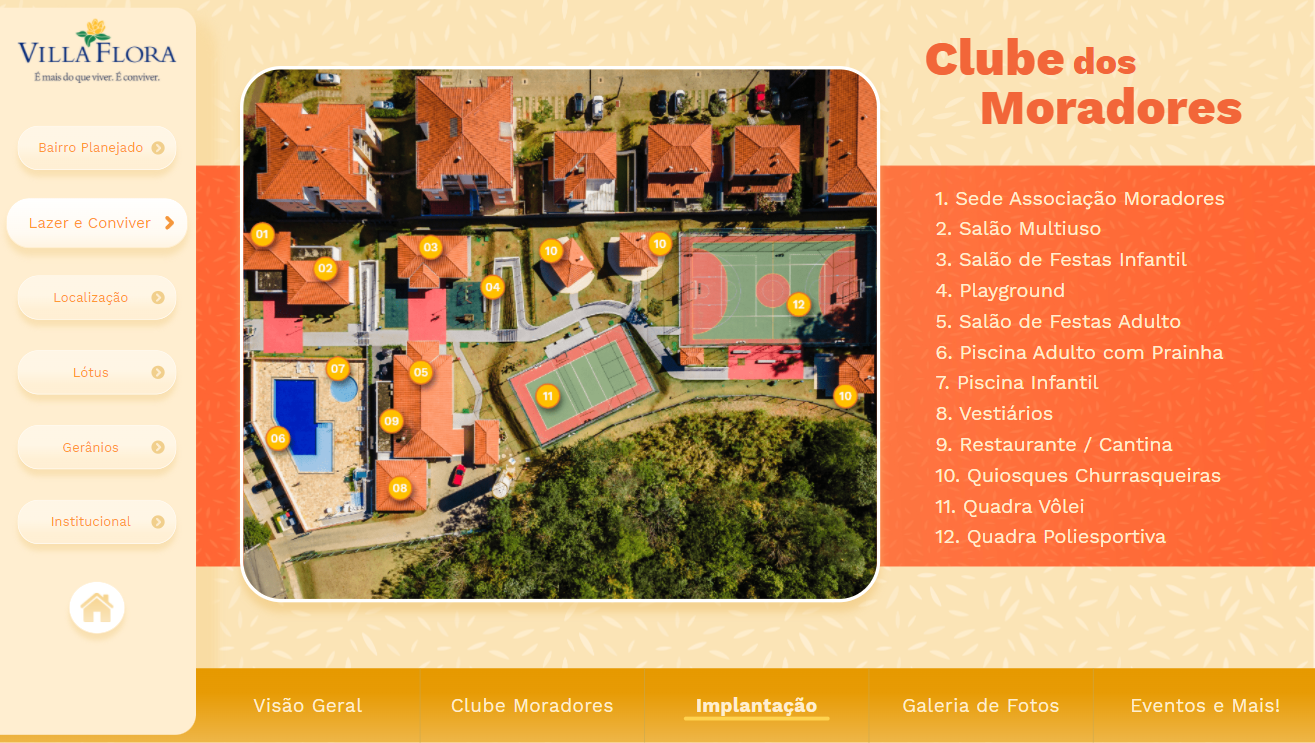 VILLA FLORA
É mais do que viver. É conviver.
Bairro Planejado
Lazer e Conviver
Localização
Lótus
Gerânios
Institucional
Clube dos
Moradores
01
02
03
04
10
10
12
07
05
11
10
09
06
08
1. Sede Associação Moradores
2. Salão Multiuso
3. Salão de Festas Infantil
4. Playground
5. Salão de Festas Adulto
6. Piscina Adulto com Prainha
7. Piscina Infantil
8. Vestiários
9. Restaurante / Cantina
10. Quiosques Churrasqueiras
11. Quadra Vôlei
12. Quadra Poliesportiva
Visão Geral
Clube Moradores
Implantação
Galeria de Fotos
Eventos e Mais!